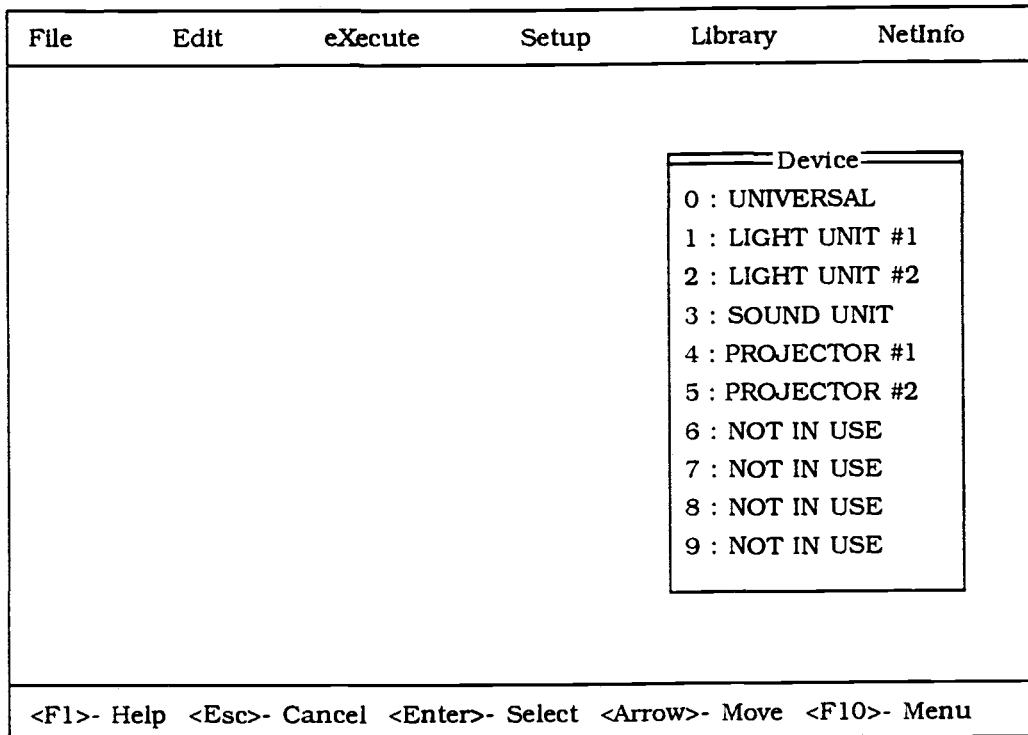 File Edit eXecute Setup Library NetInfo
Device
0 : UNIVERSAL
1 : LIGHT UNIT #1
2 : LIGHT UNIT #2
3 : SOUND UNIT
4 : PROJECTOR #1
5 : PROJECTOR #2
6 : NOT IN USE
7 : NOT IN USE
8 : NOT IN USE
9 : NOT IN USE
<F1>- Help <Esc>- Cancel <Enter>- Select <Arrow>- Move <F10>- Menu